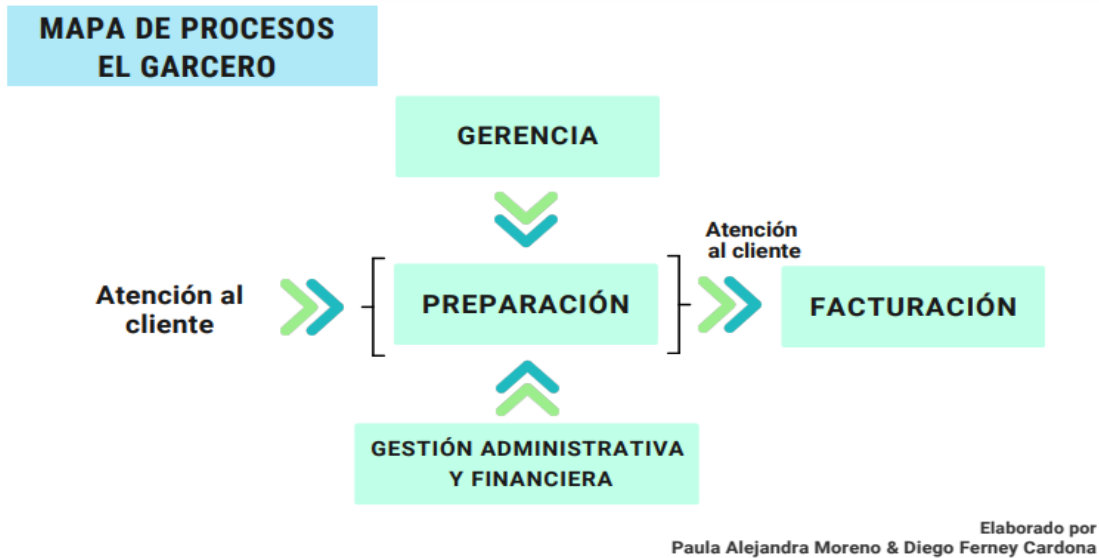 MAPA DE PROCESOS
EL GARCERO
GERENCIA
Atención
al cliente
Atención al
cliente
PREPARACIÓN
FACTURACIÓN
GESTIÓN ADMINISTRATIVA
Y FINANCIERA
Elaborado por
Paula Alejandra Moreno & Diego Ferney Cardona